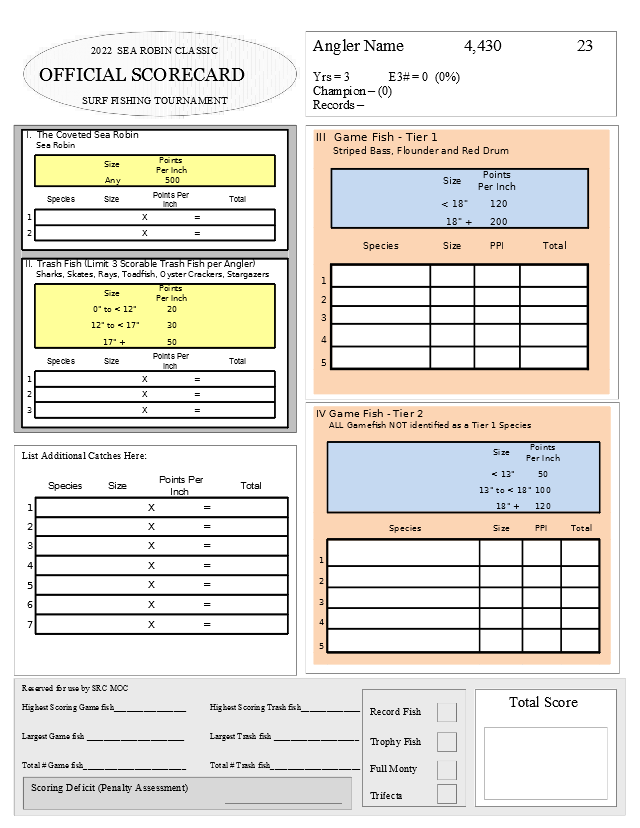 2022 SEA ROBIN CLASSIC
OFFICIAL SCORECARD
SURF FISHING TOURNAMENT
Angler Name 4,430 23
Yrs = 3 E3# = 0 (0%)
Champion – (0)
Records –
I. The Coveted Sea Robin
Sea Robin
Size Points Per Inch
Any 500
Species Size Points Per Inch Total
1 X =
2 X =
II. Trash Fish (Limit 3 Scorable Trash Fish per Angler)
Sharks, Skates, Rays, Toadfish, Oyster Crackers, Stargazers
Size Points Per Inch
0" to < 12" 20
12" to < 17" 30
17" + 50
Species Size Points Per Inch Total
1 X =
2 X =
3 X =
List Additional Catches Here:
Species Size Points Per Inch Total
1 X =
2 X =
3 X =
4 X =
5 X =
6 X =
7 X =
III Game Fish - Tier 1
Striped Bass, Flounder and Red Drum
Size Points Per Inch
< 18" 120
18" + 200
Species Size PPI Total
1
2
3
4
5
IV Game Fish - Tier 2
ALL Gamefish NOT identified as a Tier 1 Species
Size Points Per Inch
< 13" 50
13" to < 18" 100
18" + 120
Species Size PPI Total
1
2
3
4
5
Reserved for use by SRC MOC
Highest Scoring Game fish________________ Highest Scoring Trash fish_____________
Largest Game fish ______________________ Largest Trash fish ____________________
Total # Game fish_______________________ Total # Trash fish____________________
Scoring Deficit (Penalty Assessment) ______________________
Record Fish
Trophy Fish
Full Monty
Trifecta
Total Score